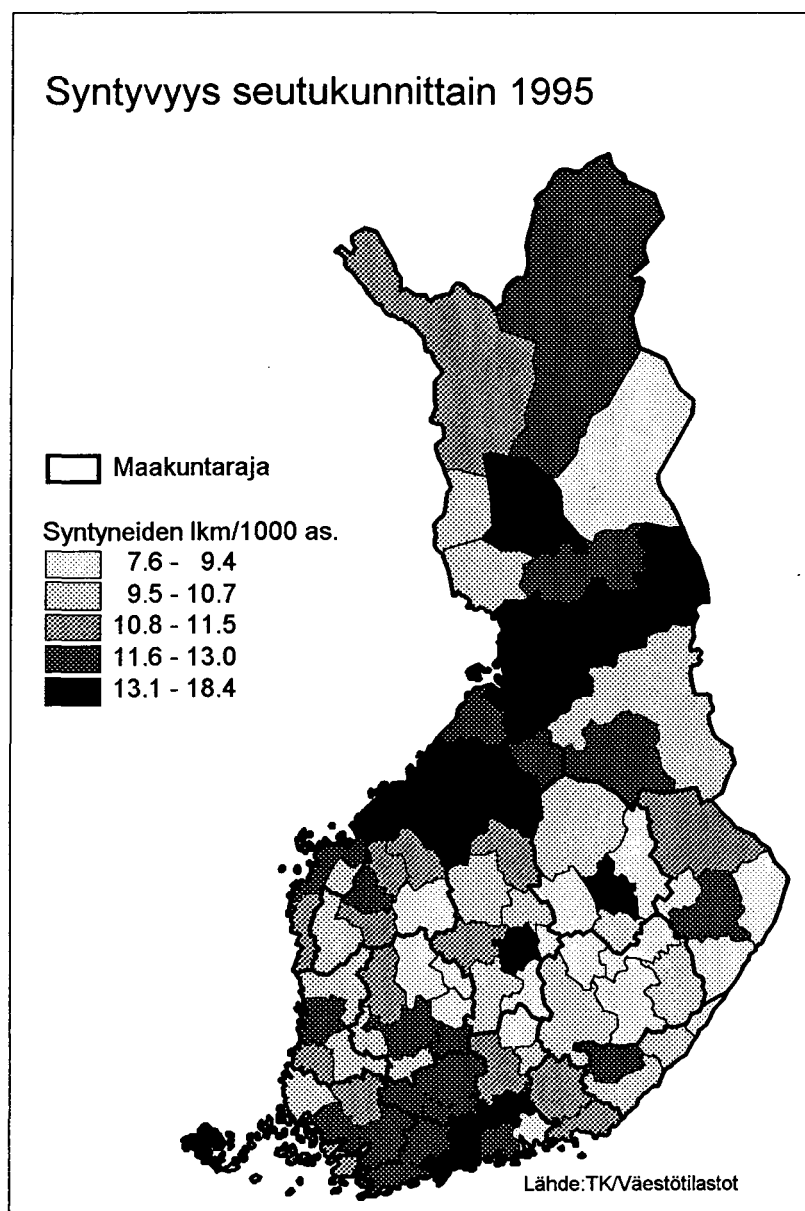 Syntyvyys seutukunnittain 1995
Maakuntaraja
Syntyneiden lkm/1000 as.
7.6 - 9.4
9.5 - 10.7
10.8 - 11.5
11.6 - 13.0
13.1 - 18.4
Lähde:TK/Väestötilastot